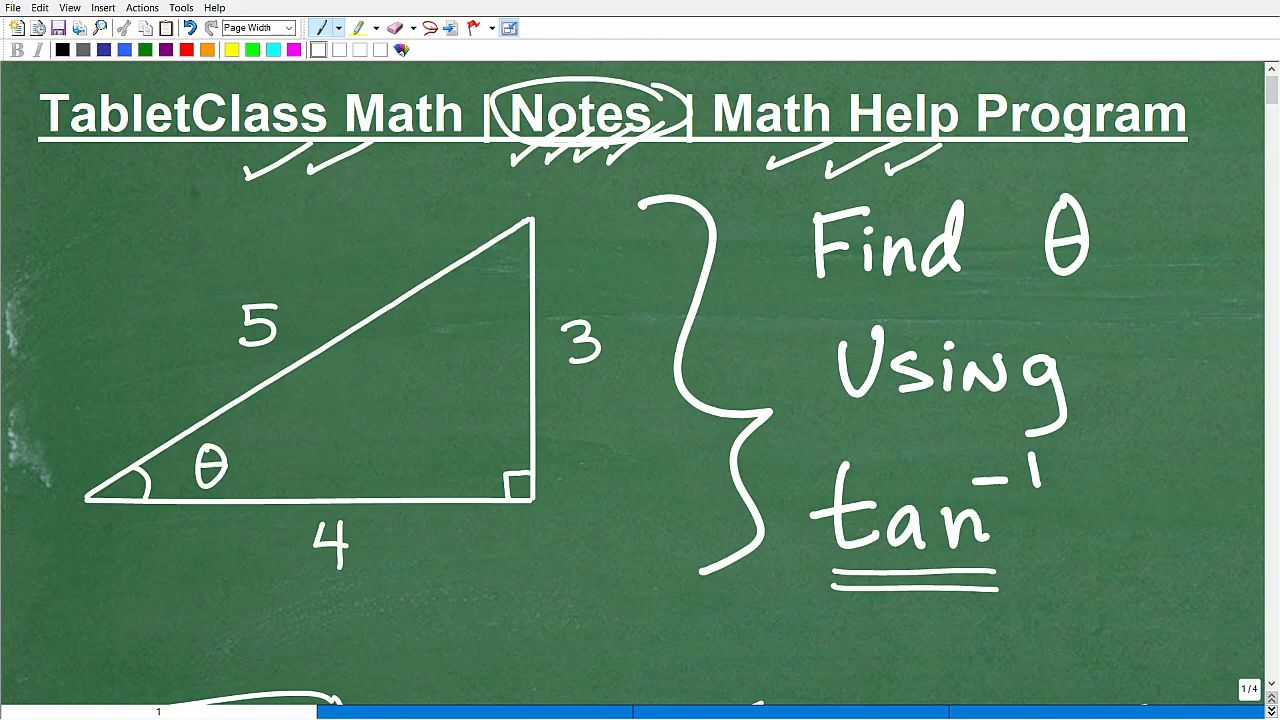 File Edit View Insert Actions Tools Help
Page Width
B I
TabletClass Math | Notes | Math Help Program
Find θ
Using
tan⁻¹
5
3
θ
4
1/4
1